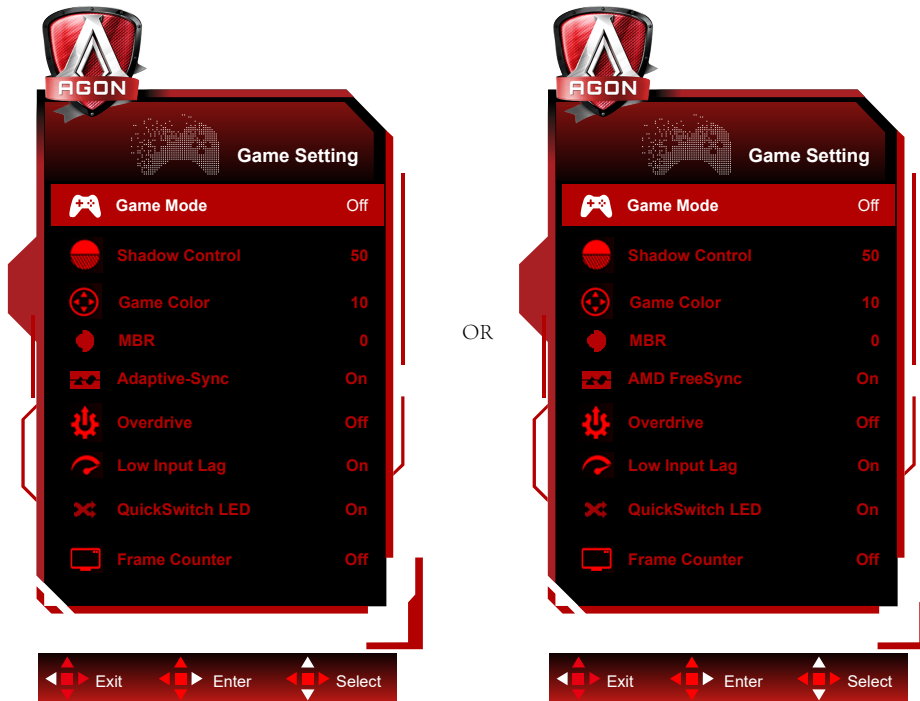 AGON
Game Setting
Game Mode Off
Shadow Control 50
Game Color 10
MBR 0
Adaptive-Sync On
Overdrive Off
Low Input Lag On
QuickSwitch LED On
Frame Counter Off
Exit Enter Select
OR
AGON
Game Setting
Game Mode Off
Shadow Control 50
Game Color 10
MBR 0
AMD FreeSync On
Overdrive Off
Low Input Lag On
QuickSwitch LED On
Frame Counter Off
Exit Enter Select